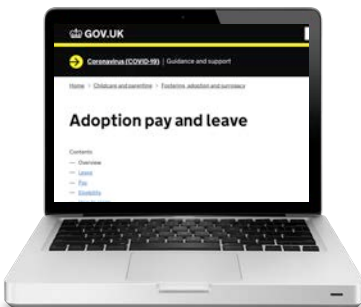 GOV.UK
Coronavirus (COVID-19) | Guidance and support
Home > Childcare and parenting > Fostering, adoption and surrogacy
Adoption pay and leave
Contents
— Overview
— Leave
— Pay
— Eligibility